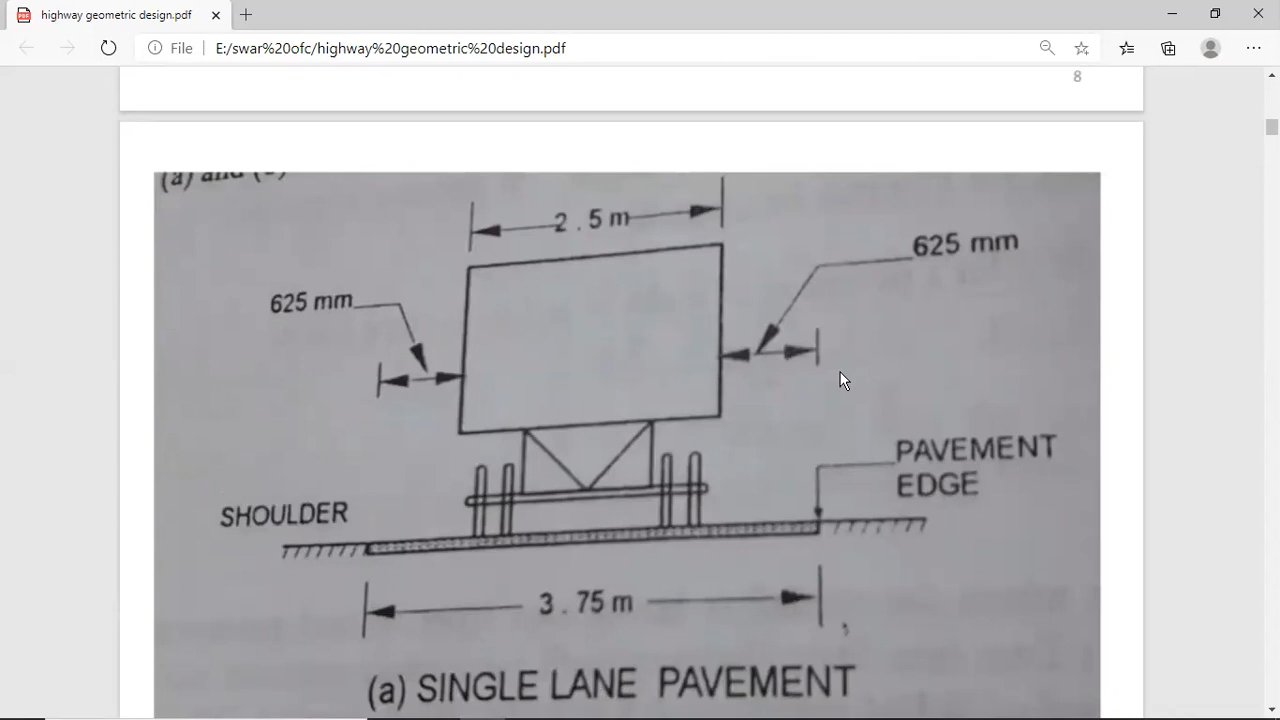 highway geometric design.pdf
File
E:/swar%20ofc/highway%20geometric%20design.pdf
8
(a) and
2 . 5 m
625 mm
625 mm
PAVEMENT
EDGE
SHOULDER
3 . 75 m
(a) SINGLE LANE PAVEMENT